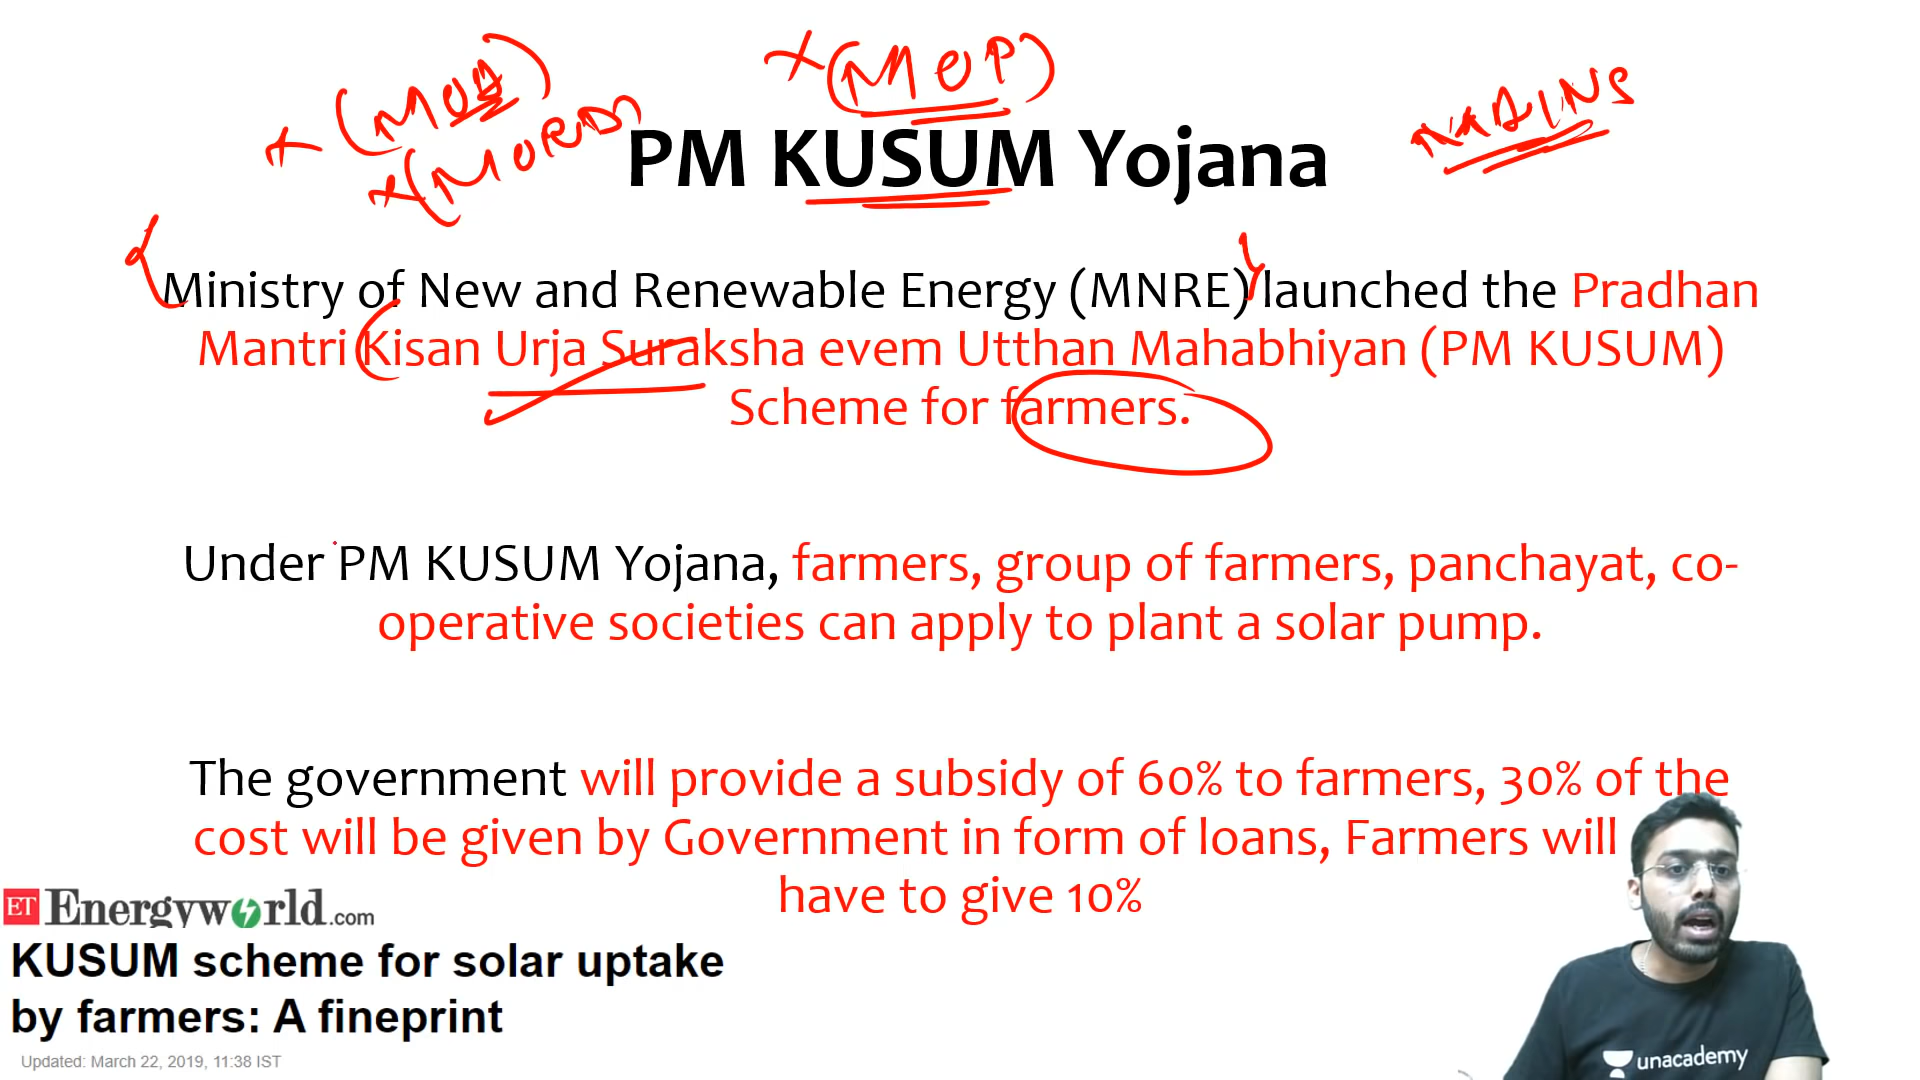 (MOP)
(MOA)
(MORD)
PM KUSUM Yojana
Ministry of New and Renewable Energy (MNRE) launched the Pradhan
Mantri Kisan Urja Suraksha evem Utthan Mahabhiyan (PM KUSUM)
Scheme for farmers.
Under PM KUSUM Yojana, farmers, group of farmers, panchayat, co-
operative societies can apply to plant a solar pump.
The government will provide a subsidy of 60% to farmers, 30% of the
cost will be given by Government in form of loans, Farmers will
have to give 10%
ET Energyworld.com
KUSUM scheme for solar uptake
by farmers: A fineprint
Updated: March 22, 2019, 11:38 IST
unacademy